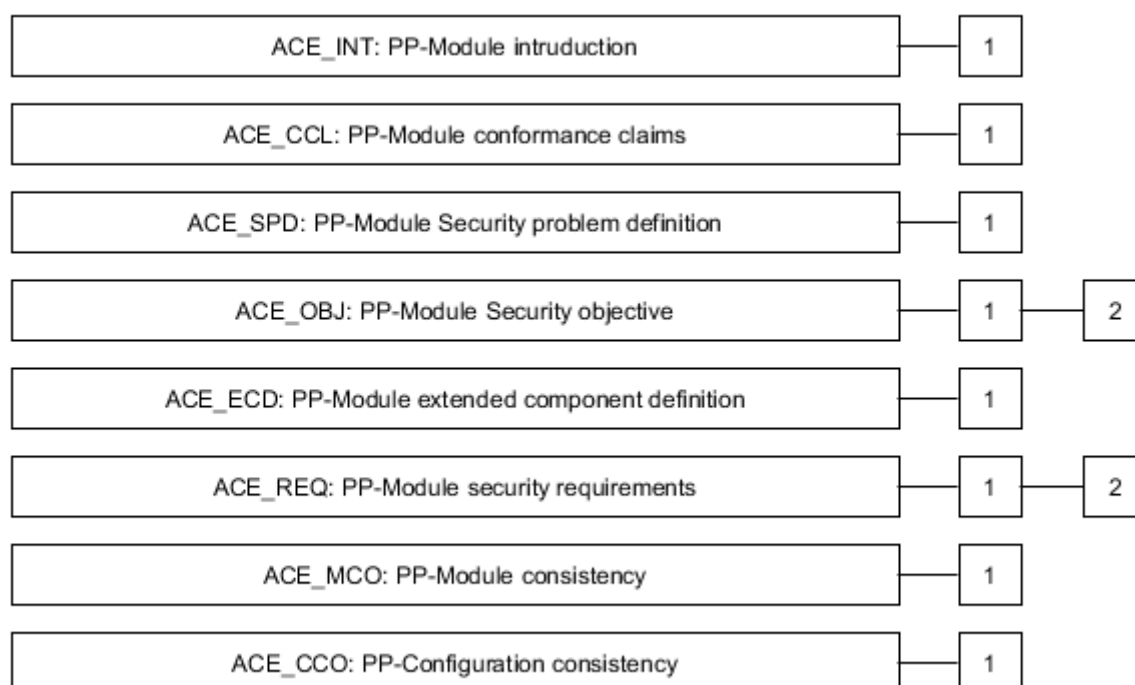 ACE_INT: PP-Module intruduction 1
ACE_CCL: PP-Module conformance claims 1
ACE_SPD: PP-Module Security problem definition 1
ACE_OBJ: PP-Module Security objective 1 2
ACE_ECD: PP-Module extended component definition 1
ACE_REQ: PP-Module security requirements 1 2
ACE_MCO: PP-Module consistency 1
ACE_CCO: PP-Configuration consistency 1